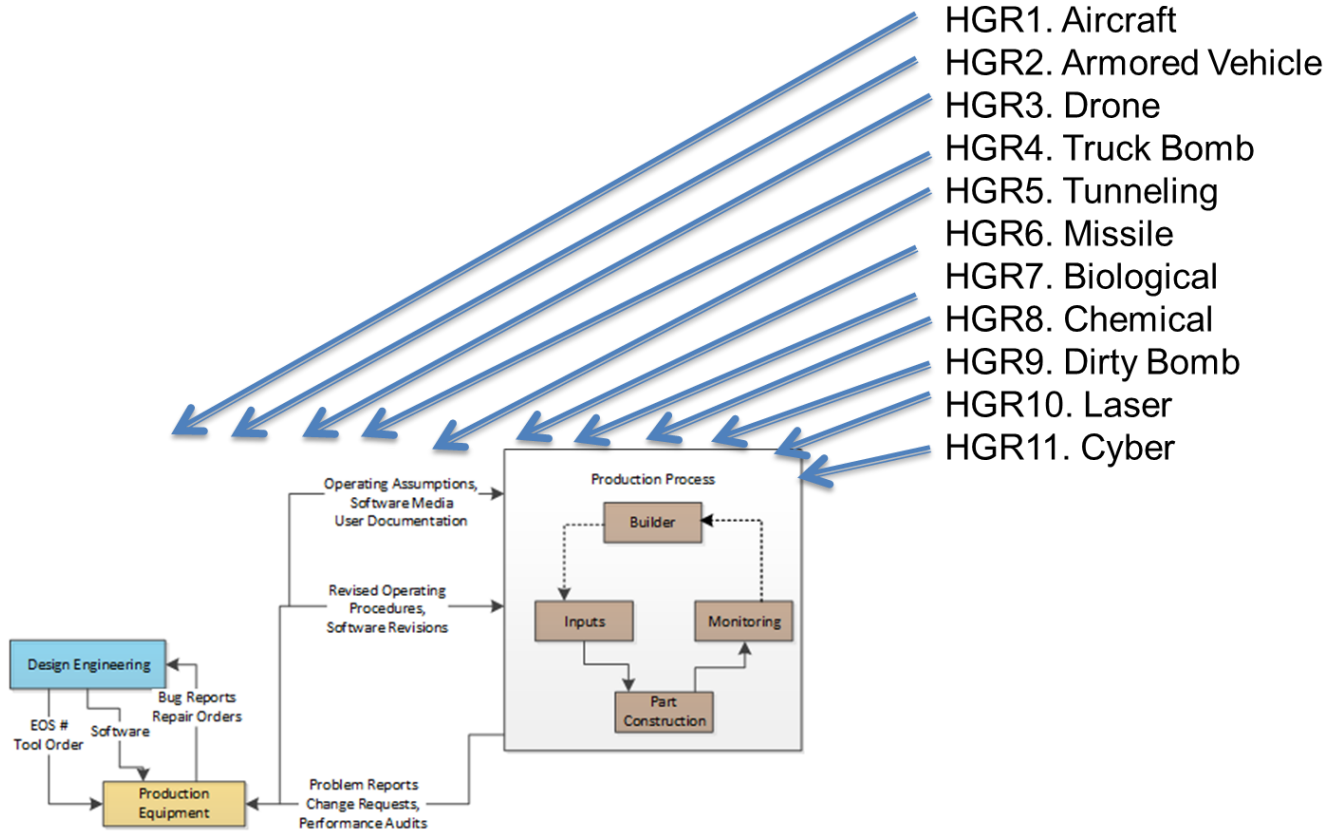 HGR1. Aircraft
HGR2. Armored Vehicle
HGR3. Drone
HGR4. Truck Bomb
HGR5. Tunneling
HGR6. Missile
HGR7. Biological
HGR8. Chemical
HGR9. Dirty Bomb
HGR10. Laser
HGR11. Cyber
Production Process
Operating Assumptions,
Software Media
User Documentation
Builder
Revised Operating
Procedures,
Software Revisions
Inputs
Monitoring
Part
Construction
Design Engineering
Bug Reports
Repair Orders
EOS #
Tool Order
Software
Production
Equipment
Problem Reports
Change Requests,
Performance Audits